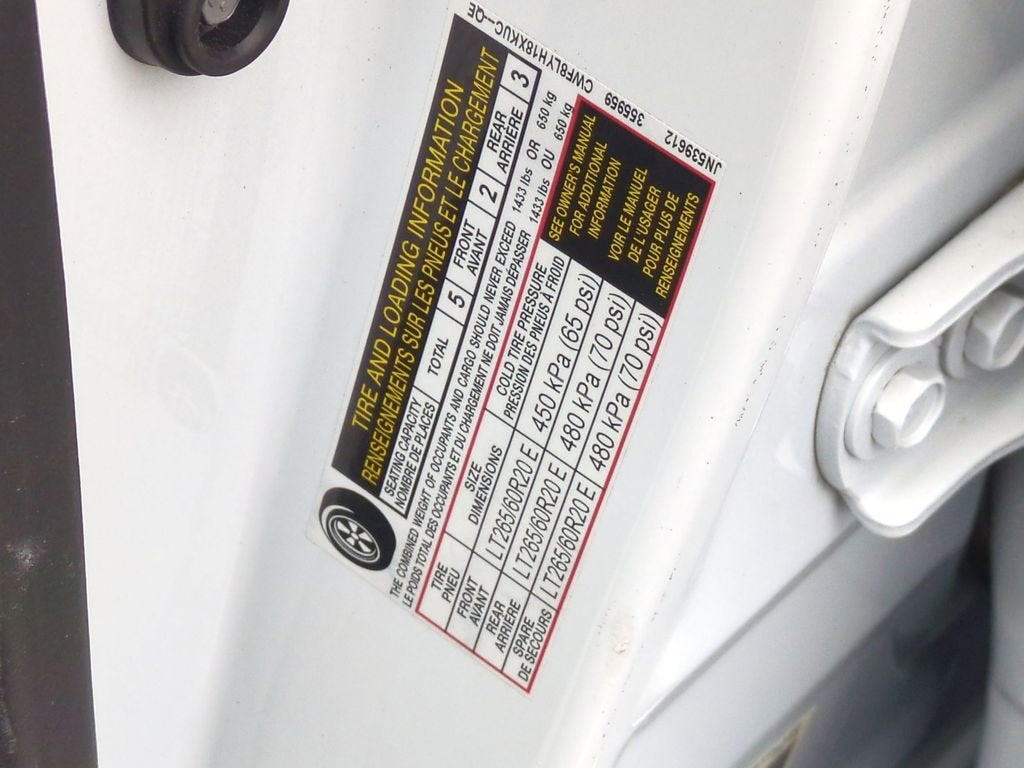 TIRE AND LOADING INFORMATION
RENSEIGNEMENTS SUR LES PNEUS ET LE CHARGEMENT
SEATING CAPACITY
NOMBRE DE PLACES
TOTAL 5
FRONT
AVANT
2
REAR
ARRIÈRE
3
THE COMBINED WEIGHT OF OCCUPANTS AND CARGO SHOULD NEVER EXCEED 1433 lbs OR 650 kg
LE POIDS TOTAL DES OCCUPANTS ET DU CHARGEMENT NE DOIT JAMAIS DÉPASSER 1433 lbs OU 650 kg
TIRE
PNEU
SIZE
DIMENSIONS
COLD TIRE PRESSURE
PRESSION DES PNEUS À FROID
FRONT
AVANT
LT265/60R20 E
450 kPa (65 psi)
REAR
ARRIÈRE
LT265/60R20 E
480 kPa (70 psi)
SPARE
DE SECOURS
LT265/60R20 E
480 kPa (70 psi)
SEE OWNER'S MANUAL
FOR ADDITIONAL
INFORMATION
VOIR LE MANUEL
DE L'USAGER
POUR PLUS DE
RENSEIGNEMENTS
JN539612 355959 CWF8LYH18XKUC-QE